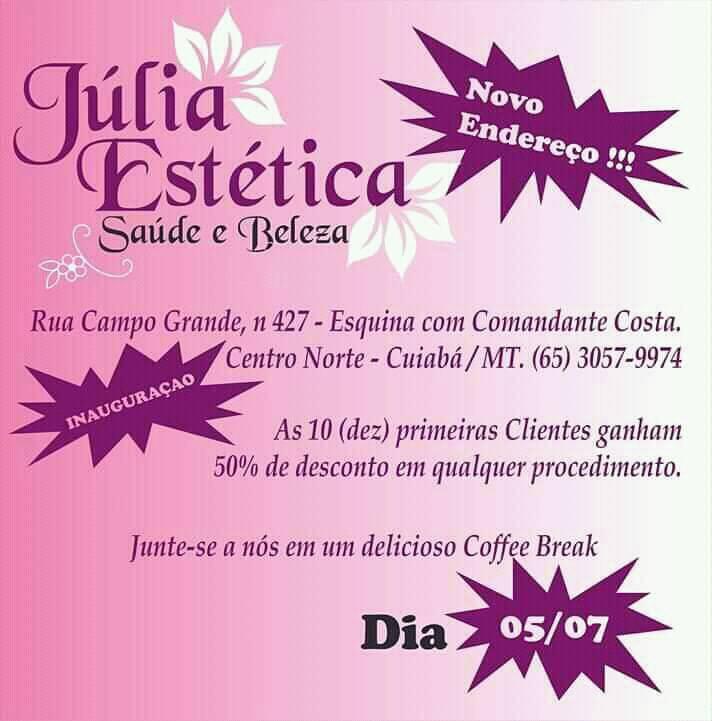 Júlia
Estética
Saúde e Beleza
Novo
Endereço !!!
Rua Campo Grande, n 427 - Esquina com Comandante Costa.
Centro Norte - Cuiabá / MT. (65) 3057-9974
INAUGURAÇAO
As 10 (dez) primeiras Clientes ganham
50% de desconto em qualquer procedimento.
Junte-se a nós em um delicioso Coffee Break
Dia 05/07